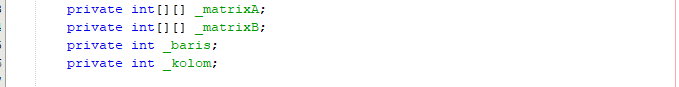 private int[][] _matrixA;
private int[][] _matrixB;
private int _baris;
private int _kolom;